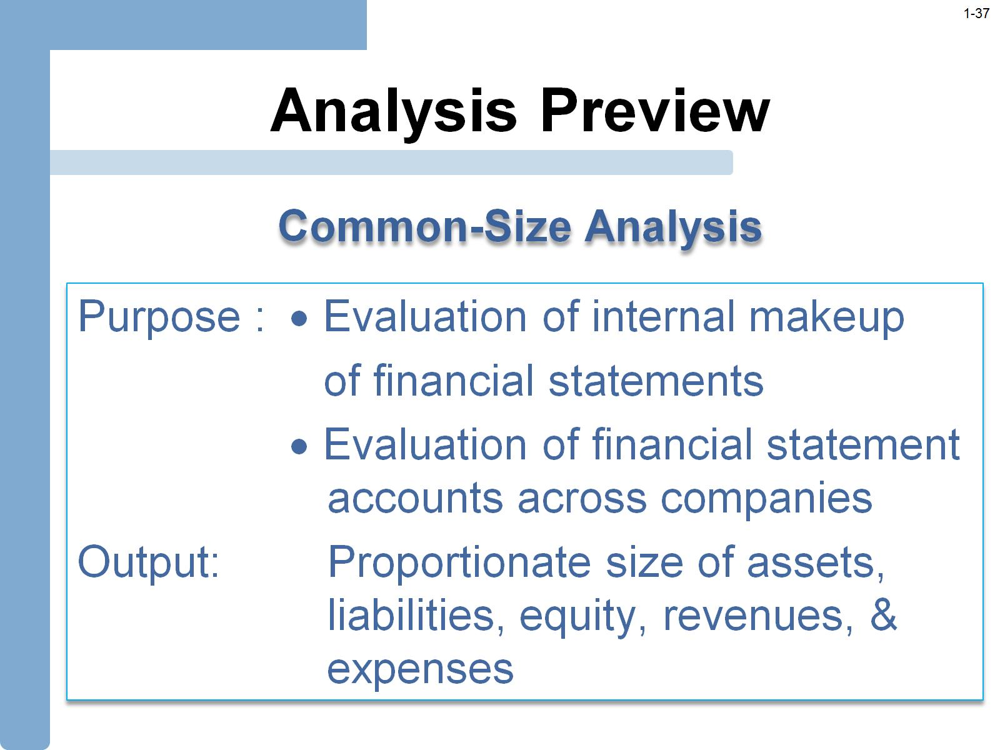 1-37
Analysis Preview
Common-Size Analysis
Purpose : • Evaluation of internal makeup
of financial statements
• Evaluation of financial statement
accounts across companies
Output: Proportionate size of assets,
liabilities, equity, revenues, &
expenses